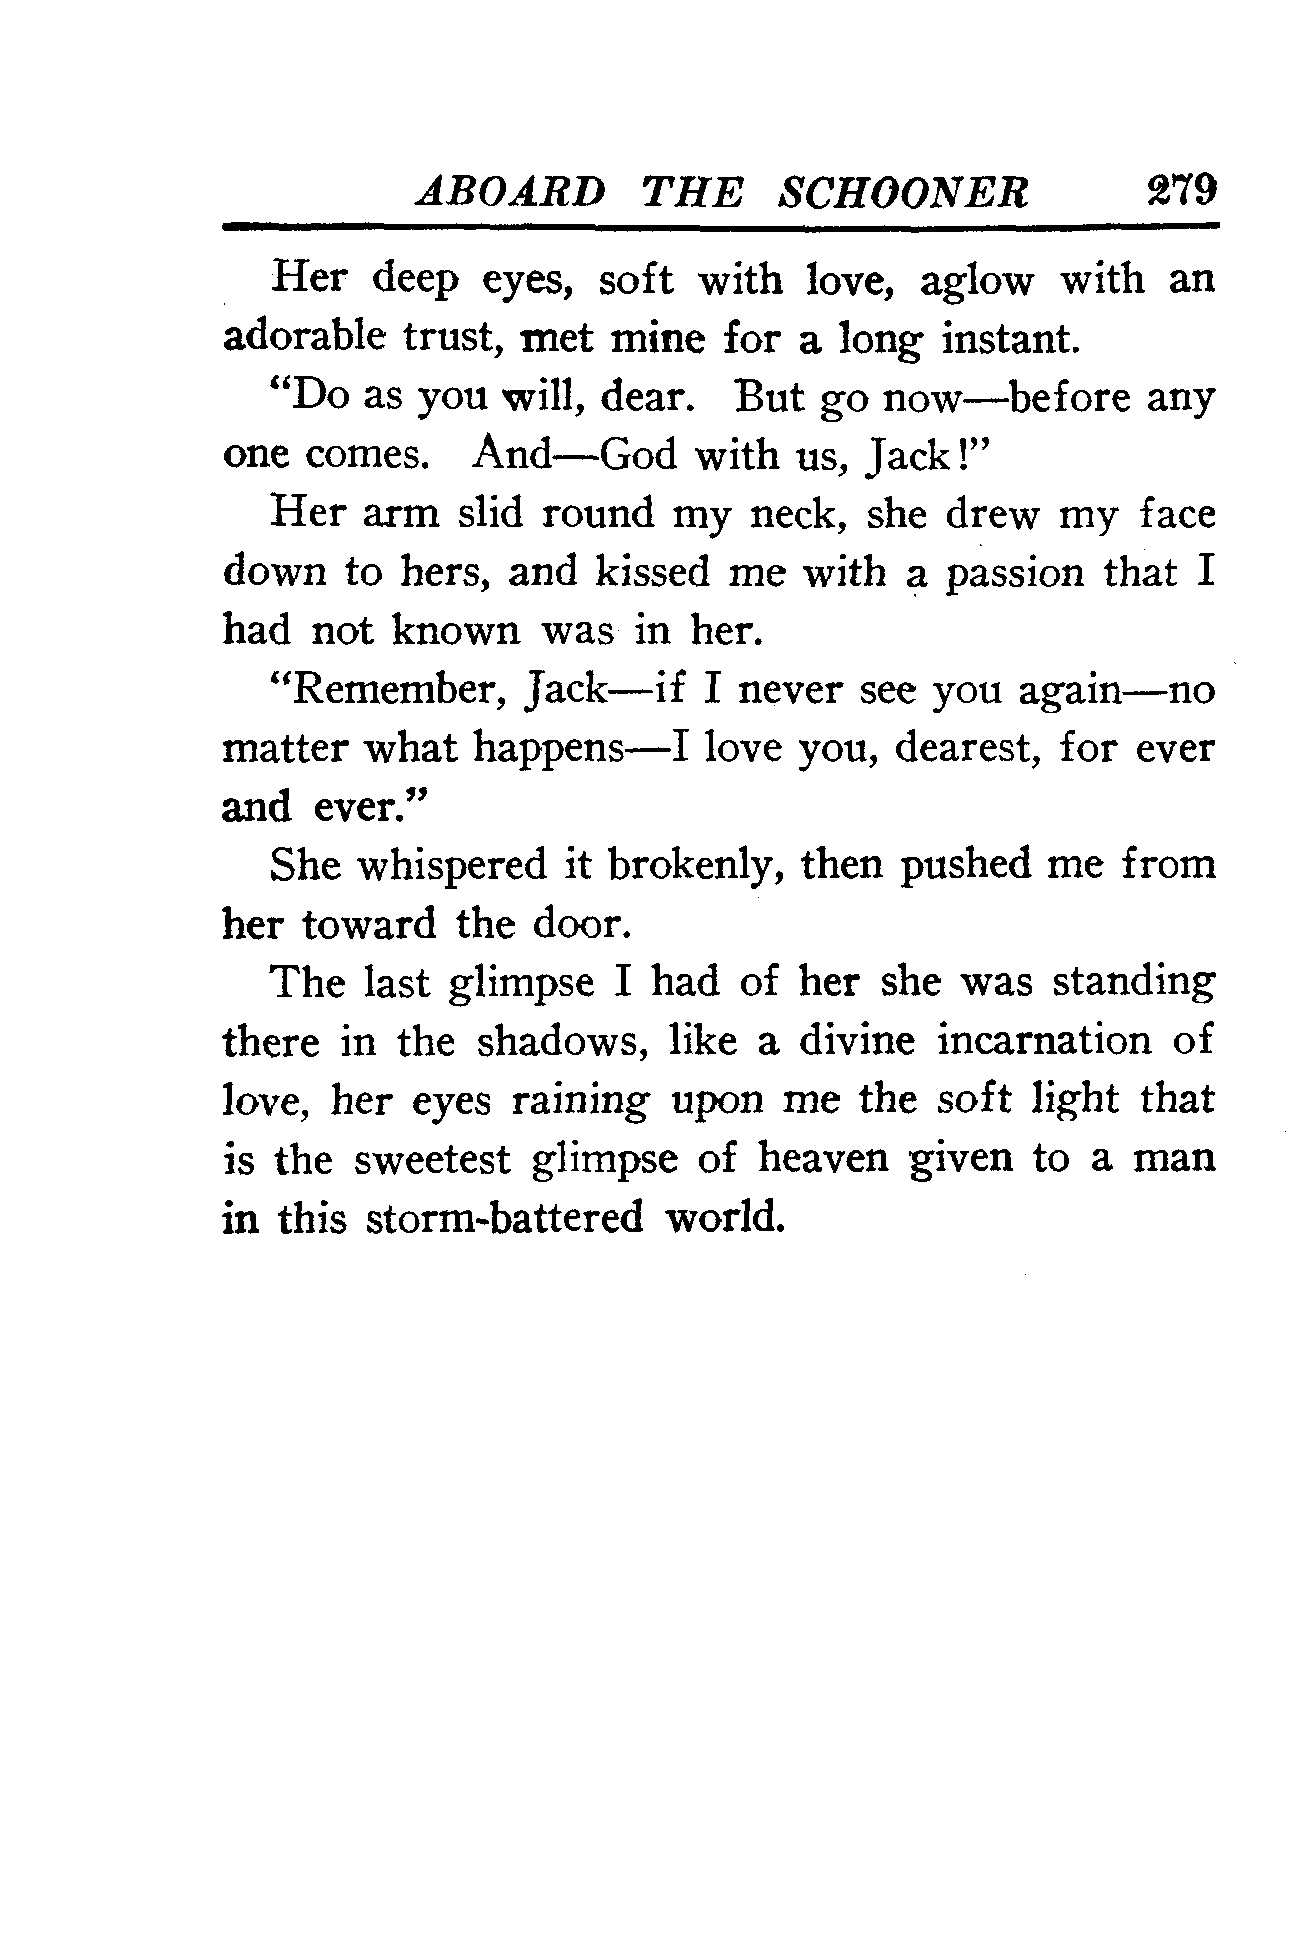 ABOARD THE SCHOONER 279
Her deep eyes, soft with love, aglow with an
adorable trust, met mine for a long instant.
“Do as you will, dear. But go now—before any
one comes. And—God with us, Jack!”
Her arm slid round my neck, she drew my face
down to hers, and kissed me with a passion that I
had not known was in her.
“Remember, Jack—if I never see you again—no
matter what happens—I love you, dearest, for ever
and ever.”
She whispered it brokenly, then pushed me from
her toward the door.
The last glimpse I had of her she was standing
there in the shadows, like a divine incarnation of
love, her eyes raining upon me the soft light that
is the sweetest glimpse of heaven given to a man
in this storm-battered world.